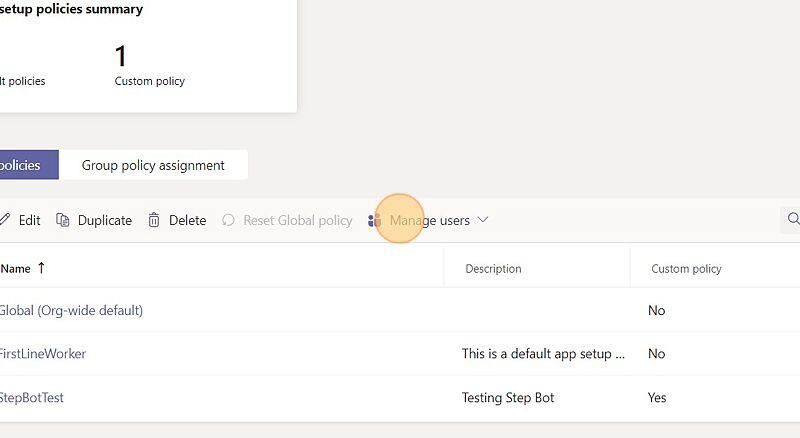 setup policies summary
1
lt policies
Custom policy
policies
Group policy assignment
Edit
Duplicate
Delete
Reset Global policy
Manage users
Name ↑
Description
Custom policy
Global (Org-wide default)
No
FirstLineWorker
This is a default app setup ...
No
StepBotTest
Testing Step Bot
Yes